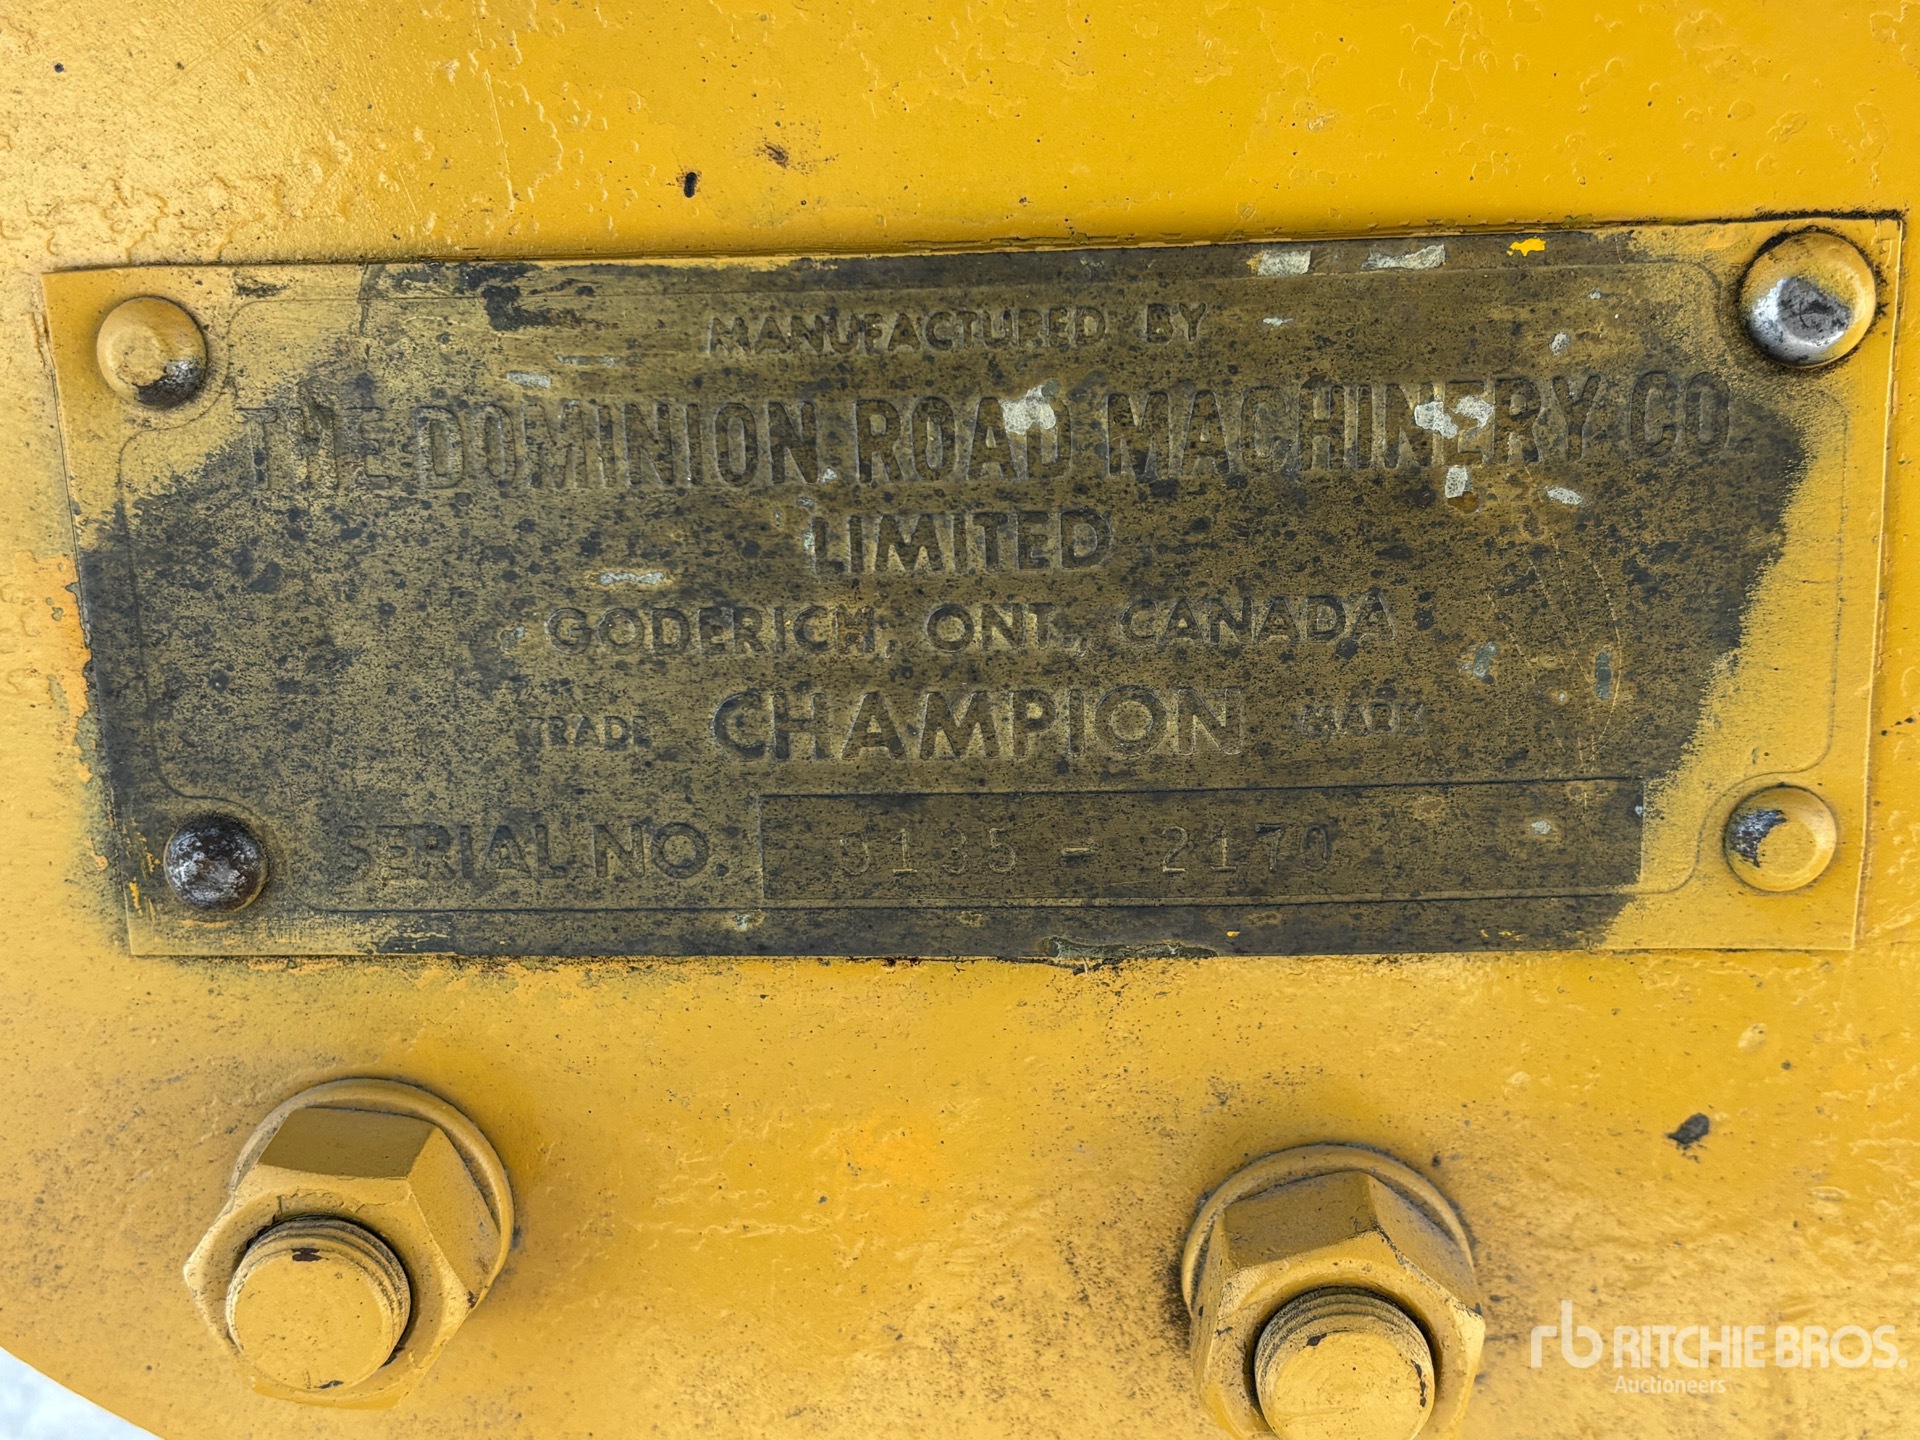 MANUFACTURED BY
THE DOMINION ROAD MACHINERY CO.
LIMITED
GODERICH, ONT., CANADA
TRADE CHAMPION MARK
SERIAL NO. - 2170
rb RITCHIE BROS.
Auctioneers